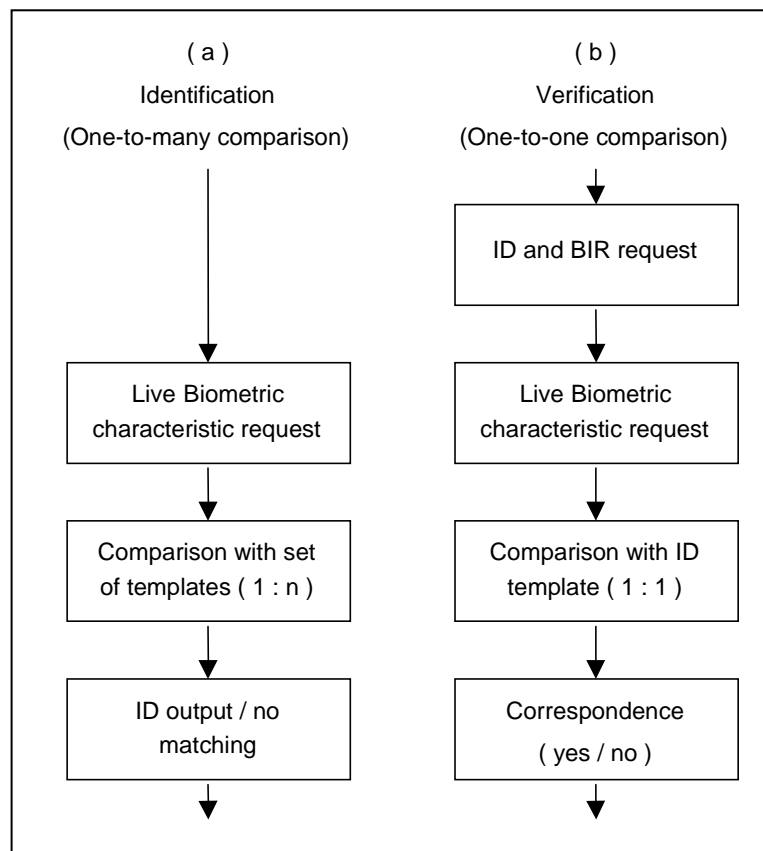 ( a )
Identification
(One-to-many comparison)
Live Biometric
characteristic request
Comparison with set
of templates ( 1 : n )
ID output / no
matching
( b )
Verification
(One-to-one comparison)
ID and BIR request
Live Biometric
characteristic request
Comparison with ID
template ( 1 : 1 )
Correspondence
( yes / no )